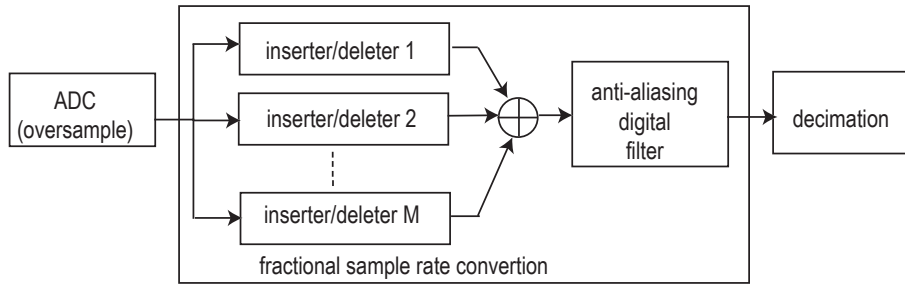 ADC
(oversample)
inserter/deleter 1
inserter/deleter 2
inserter/deleter M
anti-aliasing
digital
filter
decimation
fractional sample rate convertion